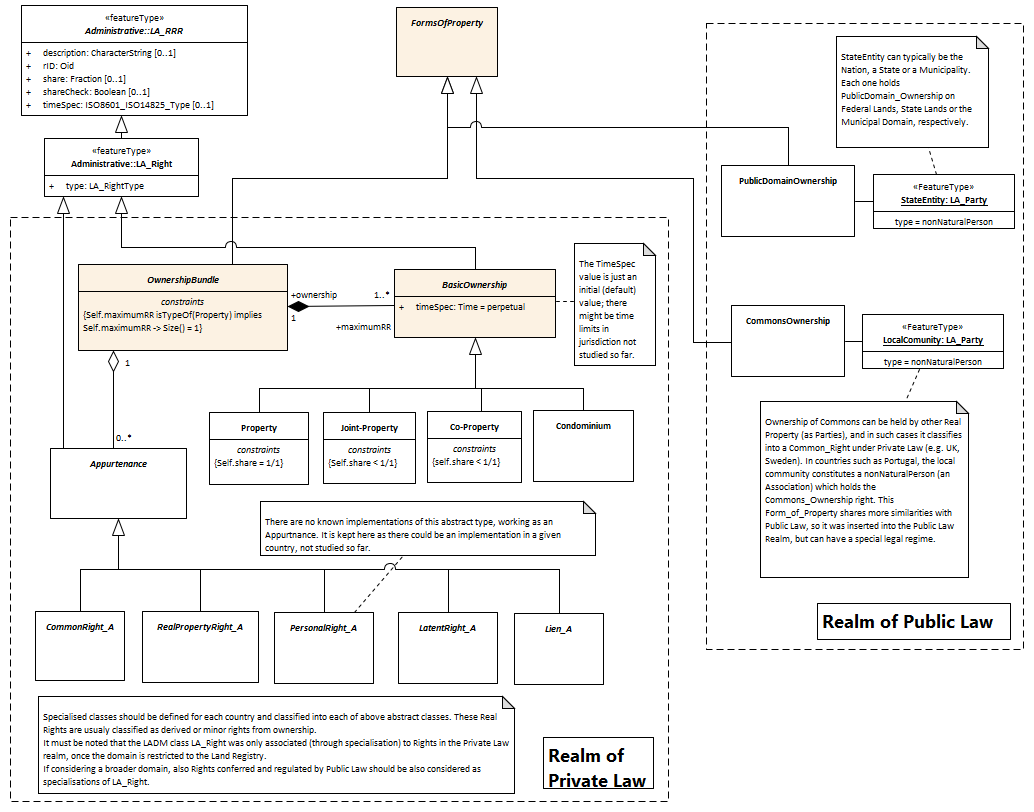 «featureType»
Administrative::LA_RRR
+ description: CharacterString [0..1]
+ rID: Oid
+ share: Fraction [0..1]
+ shareCheck: Boolean [0..1]
+ timeSpec: ISO8601_ISO14825_Type [0..1]
«featureType»
Administrative::LA_Right
+ type: LA_RightType
FormsOfProperty
StateEntity can typically be the
Nation, a State or a Municipality.
Each one holds
PublicDomain_Ownership on
Federal Lands, State Lands or the
Municipal Domain, respectively.
PublicDomainOwnership
«FeatureType»
StateEntity: LA_Party
type = nonNaturalPerson
OwnershipBundle
constraints
{Self.maximumRR isTypeOf(Property) implies
Self.maximumRR -> Size() = 1}
+ownership
1
1..*
+maximumRR
BasicOwnership
+ timeSpec: Time = perpetual
The TimeSpec
value is just an
initial (default)
value; there
might be time
limits in
jurisdiction not
studied so far.
CommonsOwnership
«FeatureType»
LocalComunity: LA_Party
type = nonNaturalPerson
1
0..*
Property
constraints
{Self.share = 1/1}
Joint-Property
constraints
{Self.share < 1/1}
Co-Property
constraints
{self.share < 1/1}
Condominium
Ownership of Commons can be held by other Real
Property (as Parties), and in such cases it classifies
into a Common_Right under Private Law (e.g. UK,
Sweden). In countries such as Portugal, the local
community constitutes a nonNaturalPerson (an
Association) which holds the
Commons_Ownership right. This
Form_of_Property shares more similarities with
Public Law, so it was inserted into the Public Law
Realm, but can have a special legal regime.
Appurtenance
There are no known implementations of this abstract type, working as an
Appurtnance. It is kept here as there could be an implementation in a given
country, not studied so far.
CommonRight_A
RealPropertyRight_A
PersonalRight_A
LatentRight_A
Lien_A
Realm of Public Law
Specialised classes should be defined for each country and classified into each of above abstract classes. These Real
Rights are usualy classified as derived or minor rights from ownership.
It must be noted that the LADM class LA_Right was only associated (through specialisation) to Rights in the Private Law
realm, once the domain is restricted to the Land Registry.
If considering a broader domain, also Rights conferred and regulated by Public Law should be also considered as
specialisations of LA_Right.
Realm of
Private Law